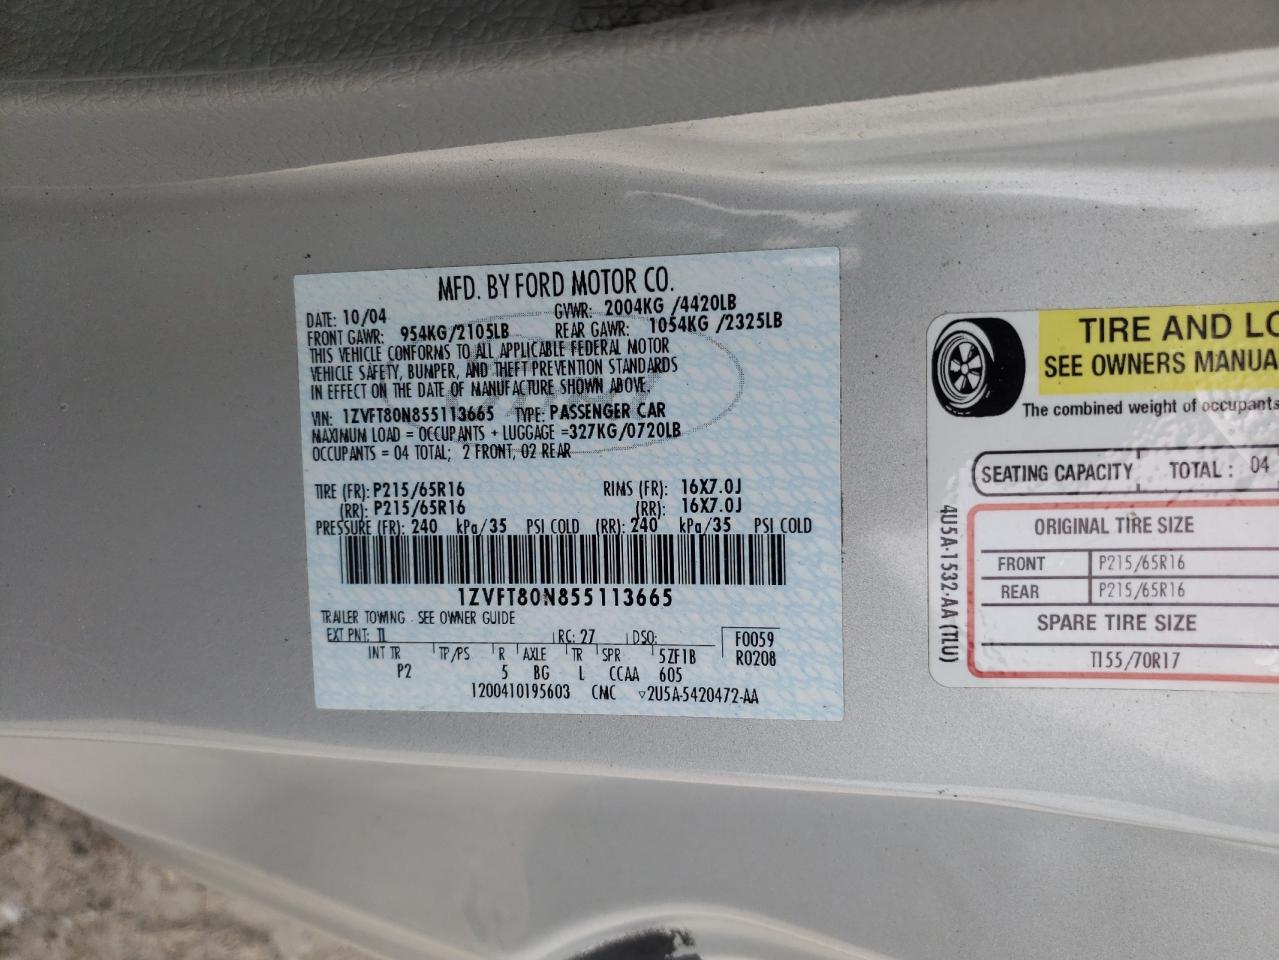 MFD. BY FORD MOTOR CO.
DATE: 10/04 GVWR: 2004KG /4420LB
FRONT GAWR: 954KG/2105LB REAR GAWR: 1054KG /2325LB
THIS VEHICLE CONFORMS TO ALL APPLICABLE FEDERAL MOTOR
VEHICLE SAFETY, BUMPER, AND THEFT PREVENTION STANDARDS
IN EFFECT ON THE DATE OF MANUFACTURE SHOWN ABOVE.
VIN: 1ZVFT80N855113665 TYPE: PASSENGER CAR
MAXIMUM LOAD = OCCUPANTS + LUGGAGE =327KG/0720LB
OCCUPANTS = 04 TOTAL; 2 FRONT, 02 REAR
TIRE (FR): P215/65R16 RIMS (FR): 16X7.0J
(RR): P215/65R16 (RR): 16X7.0J
PRESSURE (FR): 240 kPa/35 PSI COLD (RR): 240 kPa/35 PSI COLD
1ZVFT80N855113665
TRAILER TOWING - SEE OWNER GUIDE
EXT PNT: TL RC: 27 DSO: F0059
INT TR TP/PS R AXLE TR SPR 5ZF1B R0208
P2 5 BG L CCAA 605
1200410195603 CMC ▽2U5A-5420472-AA
TIRE AND LO
SEE OWNERS MANUA
The combined weight of occupants
SEATING CAPACITY TOTAL : 04
4U5A-1532-AA (TLU)
ORIGINAL TIRE SIZE
FRONT P215/65R16
REAR P215/65R16
SPARE TIRE SIZE
T155/70R17